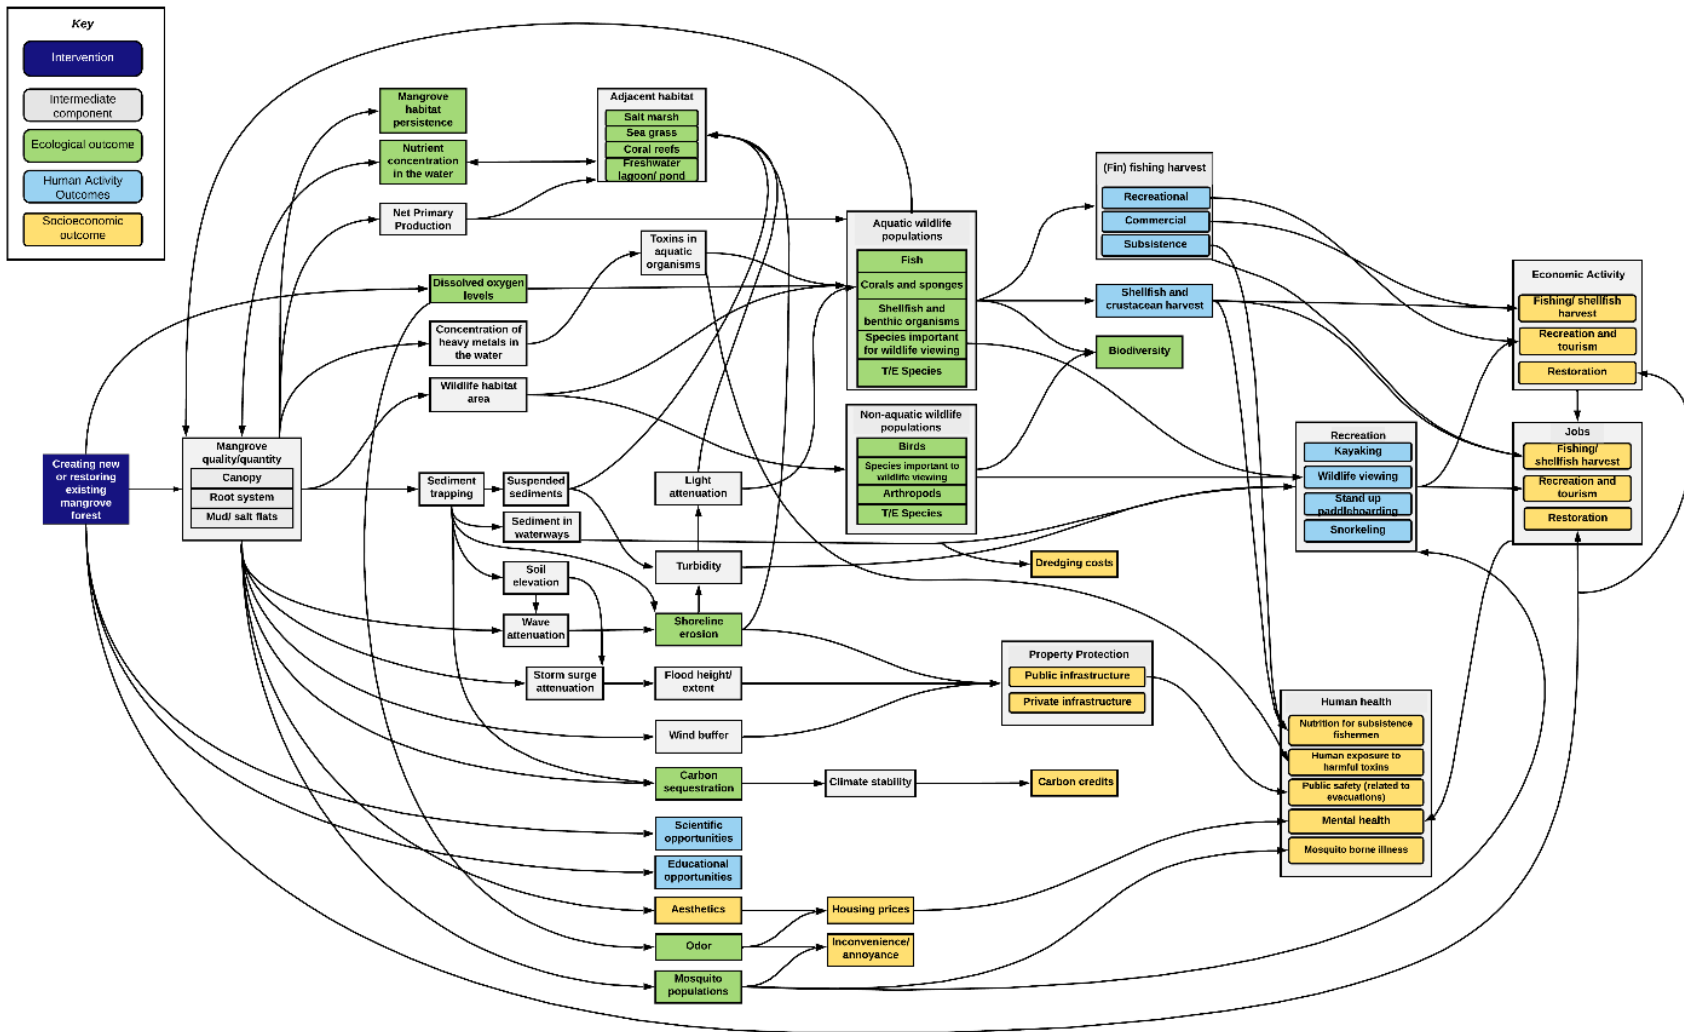 Key
Intervention
Intermediate
component
Ecological outcome
Human Activity
Outcomes
Socioeconomic
outcome
Creating new
or restoring
existing
mangrove
forest
Mangrove
quality/quantity
Canopy
Root system
Mud/ salt flats
Mangrove
habitat
persistence
Nutrient
concentration
in the water
Net Primary
Production
Dissolved oxygen
levels
Concentration of
heavy metals in
the water
Wildlife habitat
area
Sediment
trapping
Suspended
sediments
Sediment in
waterways
Soil
elevation
Wave
attenuation
Storm surge
attenuation
Adjacent habitat
Salt marsh
Sea grass
Coral reefs
Freshwater
lagoon/ pond
Toxins in
aquatic
organisms
Light
attenuation
Turbidity
Shoreline
erosion
Flood height/
extent
Wind buffer
Carbon
sequestration
Scientific
opportunities
Educational
opportunities
Aesthetics
Odor
Mosquito
populations
Aquatic wildlife
populations
Fish
Corals and sponges
Shellfish and
benthic organisms
Species important
for wildlife viewing
T/E Species
Non-aquatic wildlife
populations
Birds
Species important to
wildlife viewing
Arthropods
T/E Species
Climate stability
Housing prices
Inconvenience/
annoyance
(Fin) fishing harvest
Recreational
Commercial
Subsistence
Shellfish and
crustacean harvest
Biodiversity
Dredging costs
Property Protection
Public infrastructure
Private infrastructure
Carbon credits
Recreation
Kayaking
Wildlife viewing
Stand up
paddleboarding
Snorkeling
Human health
Nutrition for subsistence
fishermen
Human exposure to
harmful toxins
Public safety (related to
evacuations)
Mental health
Mosquito borne illness
Economic Activity
Fishing/ shellfish
harvest
Recreation and
tourism
Restoration
Jobs
Fishing/
shellfish harvest
Recreation and
tourism
Restoration